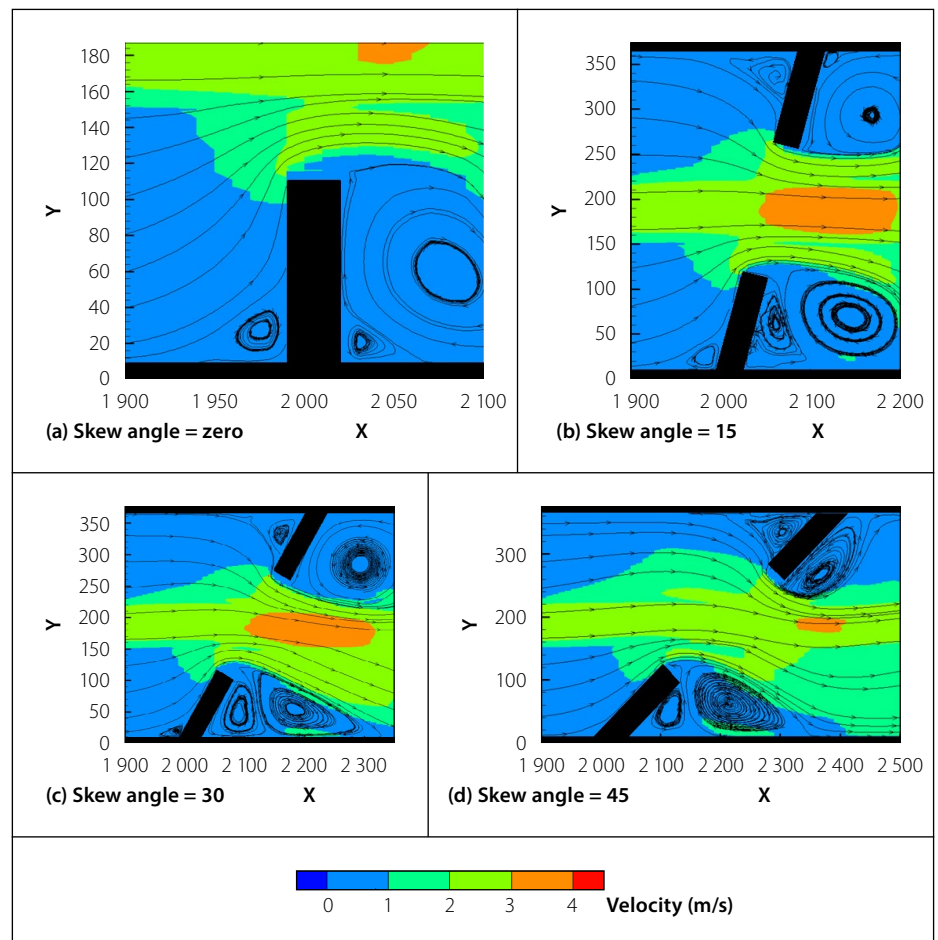 180
160
140
120
100
80
60
40
20
0
Y
1 900 1 950 2 000 2 050 2 100
(a) Skew angle = zero X
350
300
250
200
150
100
50
0
Y
1 900 2 000 2 100 2 200
(b) Skew angle = 15 X
350
300
250
200
150
100
50
0
Y
1 900 2 000 2 100 2 200 2 300
(c) Skew angle = 30 X
300
200
100
0
Y
1 900 2 000 2 100 2 200 2 300 2 400 2 500
(d) Skew angle = 45 X
0 1 2 3 4 Velocity (m/s)